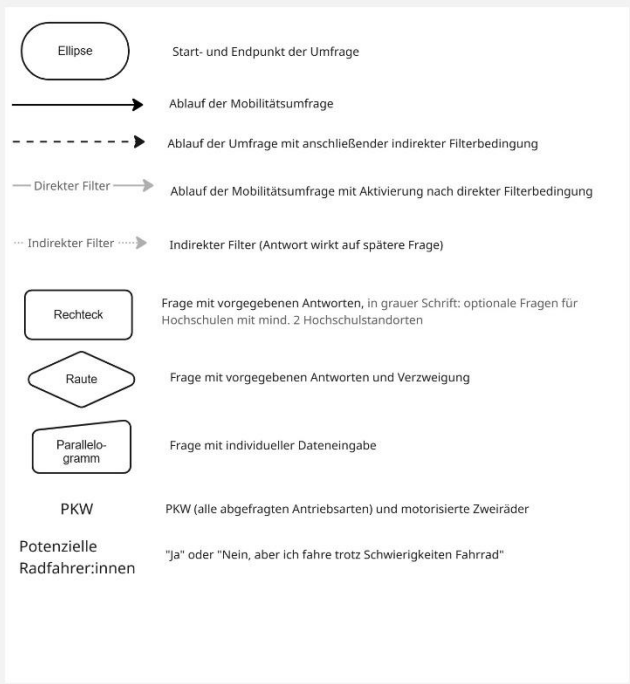 Ellipse
Start- und Endpunkt der Umfrage
Ablauf der Mobilitätsumfrage
Ablauf der Umfrage mit anschließender indirekter Filterbedingung
Direkter Filter
Ablauf der Mobilitätsumfrage mit Aktivierung nach direkter Filterbedingung
Indirekter Filter
Indirekter Filter (Antwort wirkt auf spätere Frage)
Rechteck
Frage mit vorgegebenen Antworten, in grauer Schrift: optionale Fragen für
Hochschulen mit mind. 2 Hochschulstandorten
Raute
Frage mit vorgegebenen Antworten und Verzweigung
Parallelo-
gramm
Frage mit individueller Dateneingabe
PKW
PKW (alle abgefragten Antriebsarten) und motorisierte Zweiräder
Potenzielle
Radfahrer:innen
"Ja" oder "Nein, aber ich fahre trotz Schwierigkeiten Fahrrad"